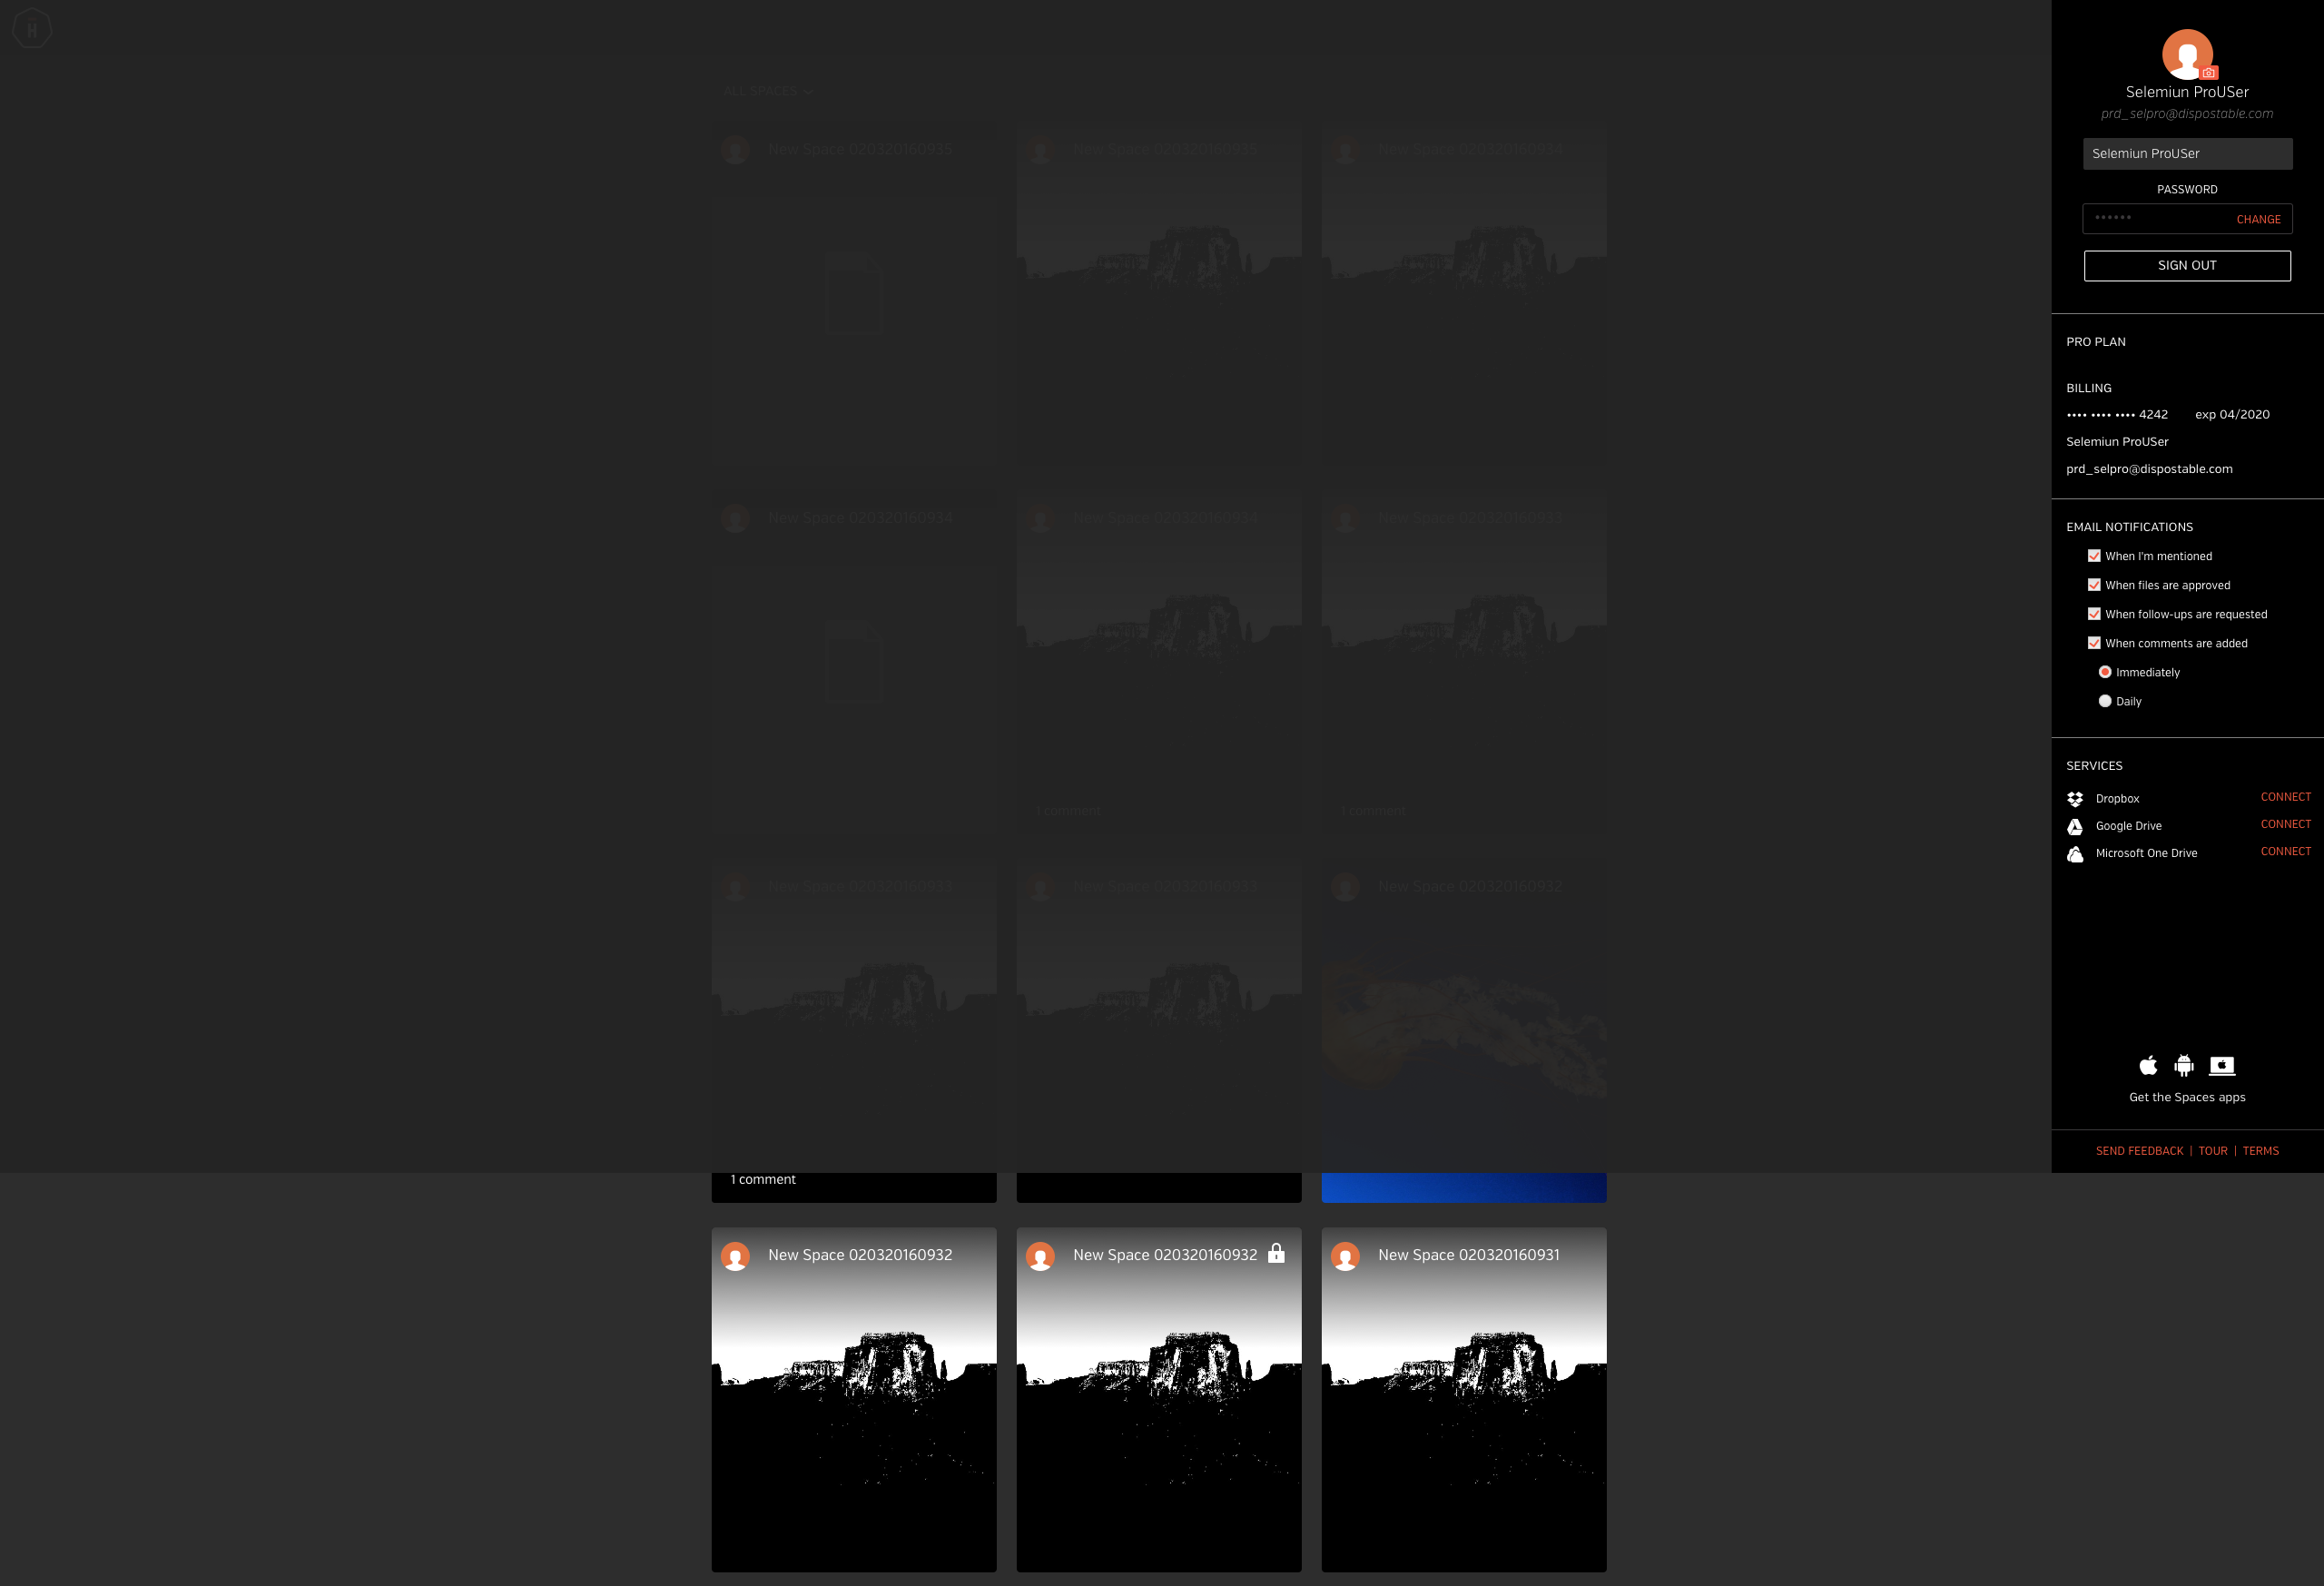 H
ALL SPACES
New Space 020320160935
New Space 020320160935
New Space 020320160934
New Space 020320160934
New Space 020320160934
New Space 020320160933
1 comment
1 comment
New Space 020320160933
New Space 020320160933
New Space 020320160932
1 comment
New Space 020320160932
New Space 020320160932
New Space 020320160931
Selemiun ProUSer
prd_selpro@dispostable.com
Selemiun ProUSer
PASSWORD
•••••• CHANGE
SIGN OUT
PRO PLAN
BILLING
•••• •••• •••• 4242 exp 04/2020
Selemiun ProUSer
prd_selpro@dispostable.com
EMAIL NOTIFICATIONS
When I'm mentioned
When files are approved
When follow-ups are requested
When comments are added
Immediately
Daily
SERVICES
Dropbox CONNECT
Google Drive CONNECT
Microsoft One Drive CONNECT
Get the Spaces apps
SEND FEEDBACK | TOUR | TERMS